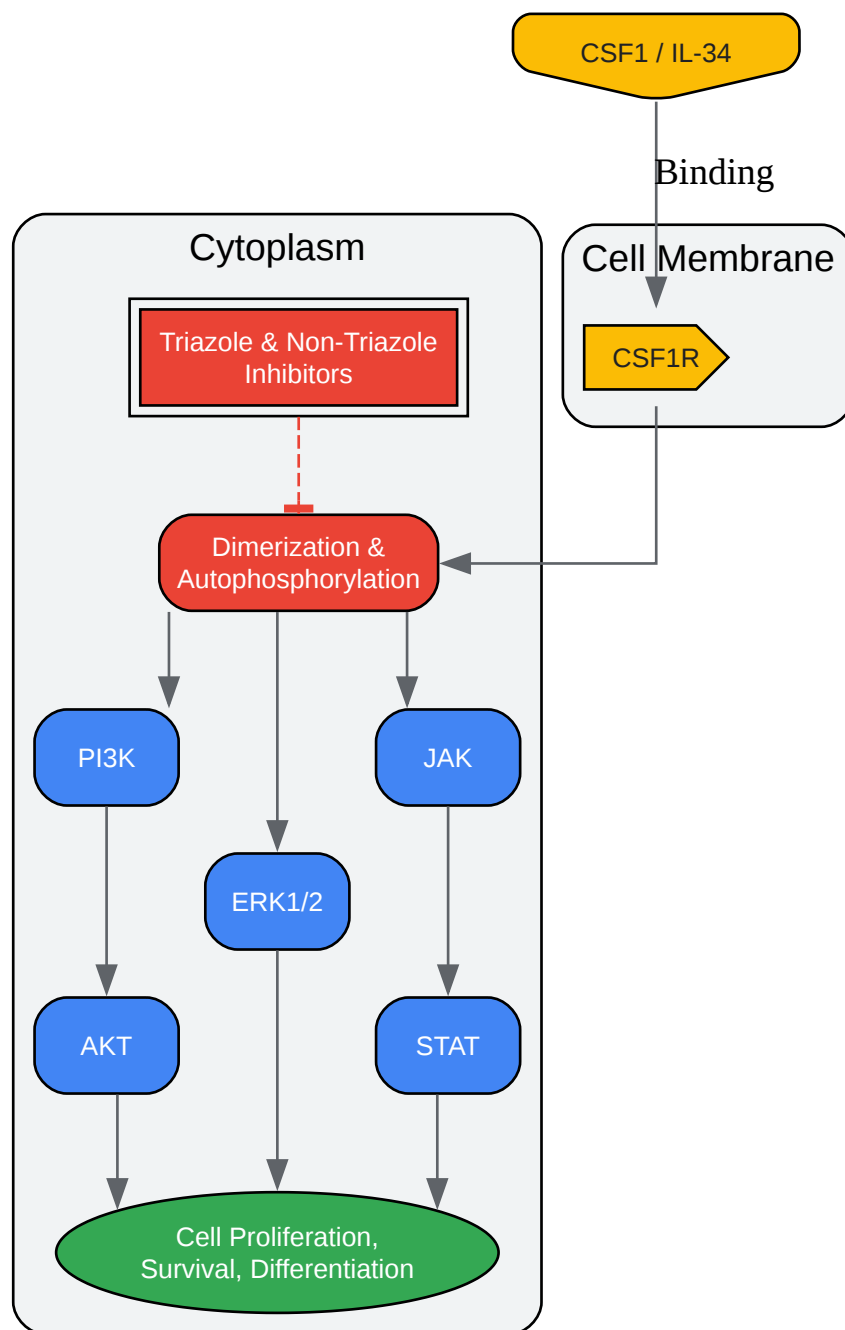 CSF1 / IL-34
Binding
Cell Membrane
CSF1R
Cytoplasm
Triazole & Non-Triazole
Inhibitors
Dimerization &
Autophosphorylation
PI3K
JAK
ERK1/2
AKT
STAT
Cell Proliferation,
Survival, Differentiation